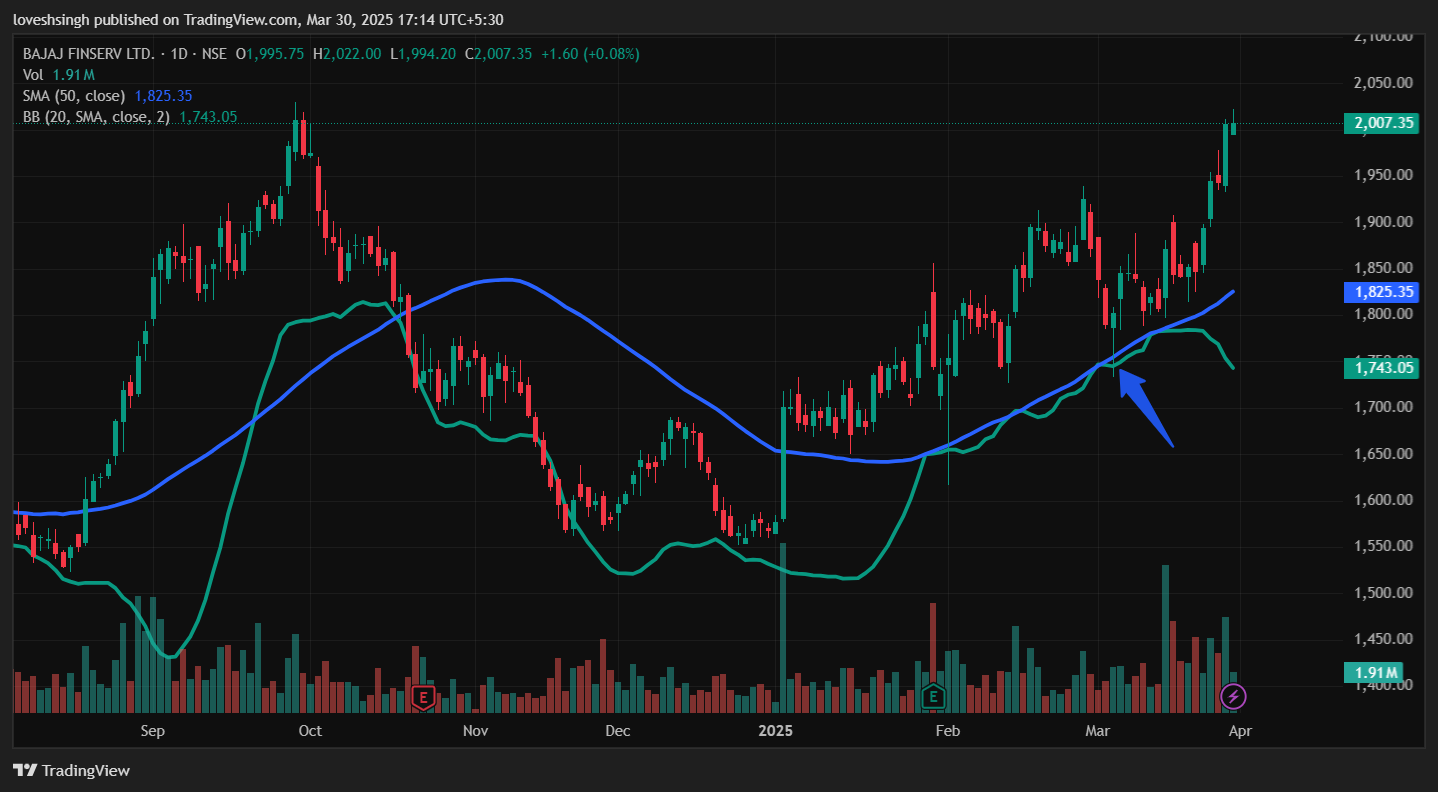 loveshsingh published on TradingView.com, Mar 30, 2025 17:14 UTC+5:30
BAJAJ FINSERV LTD. · 1D · NSE O1,995.75 H2,022.00 L1,994.20 C2,007.35 +1.60 (+0.08%)
Vol 1.91M
SMA (50, close) 1,825.35
BB (20, SMA, close, 2) 1,743.05
2,100.00
2,050.00
2,007.35
1,950.00
1,900.00
1,850.00
1,825.35
1,800.00
1,750.00
1,743.05
1,700.00
1,650.00
1,600.00
1,550.00
1,500.00
1,450.00
1.91M
1,400.00
E
E
Sep Oct Nov Dec 2025 Feb Mar Apr
TradingView